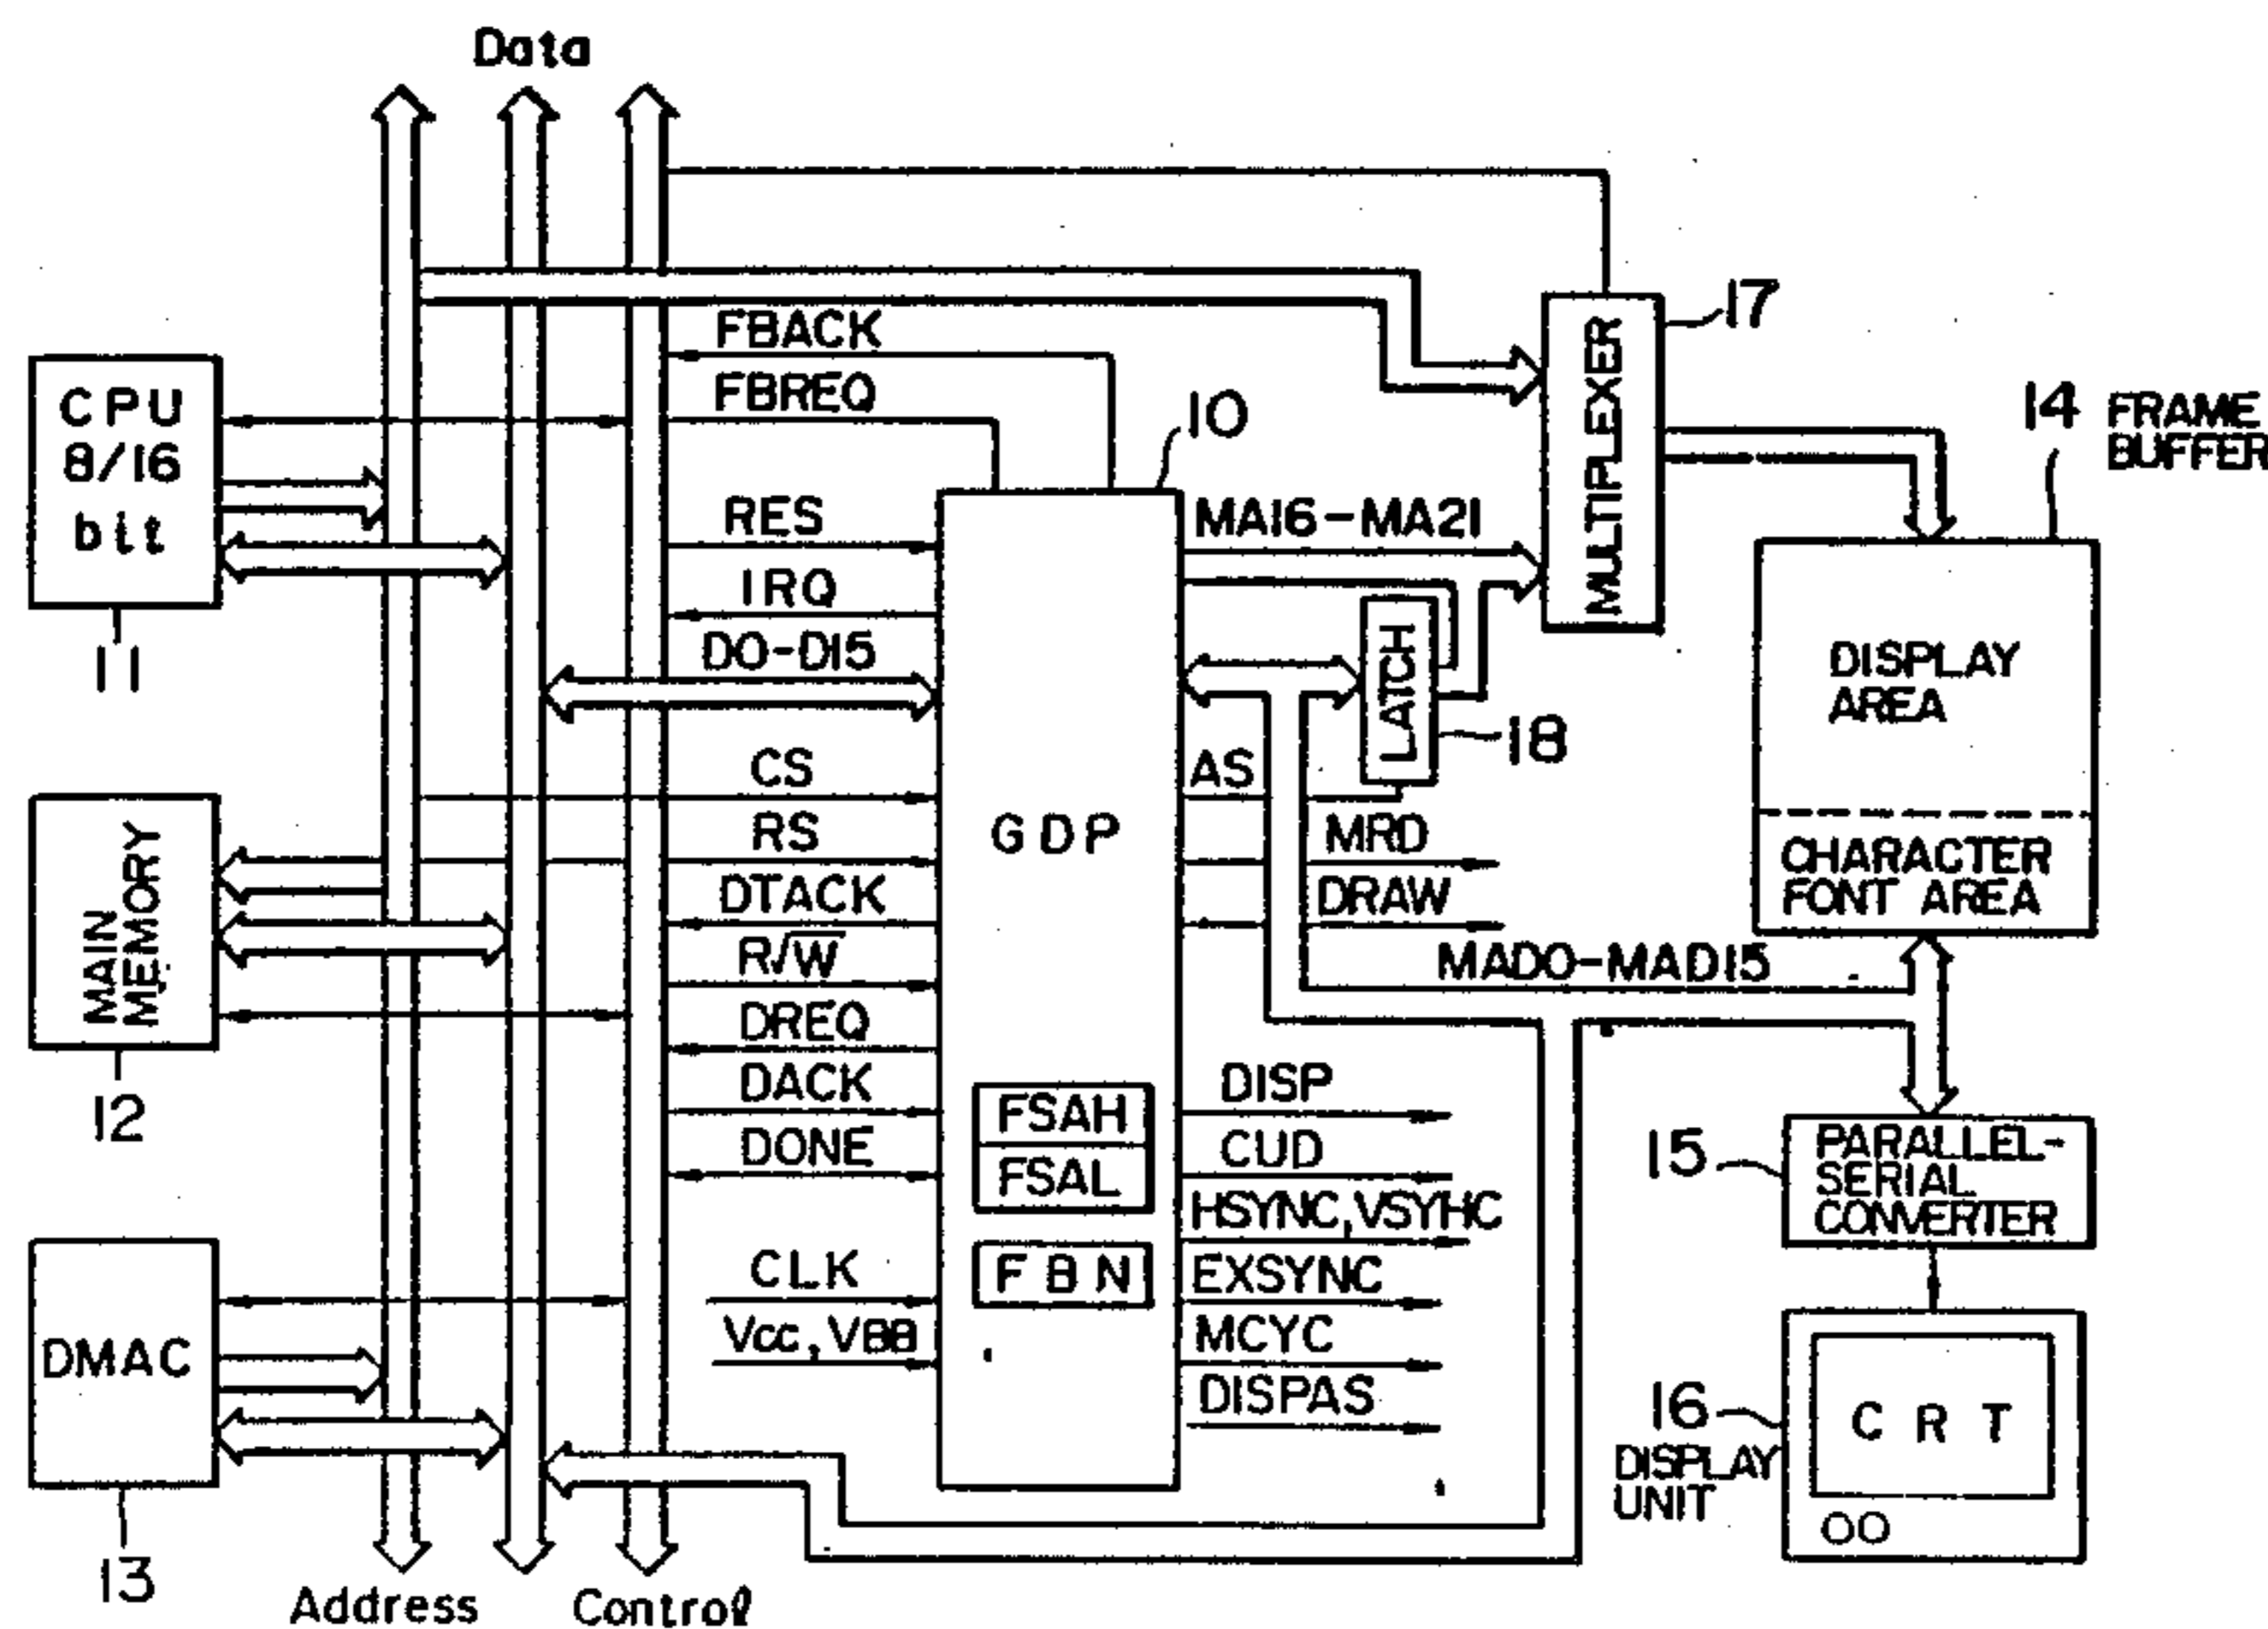 Data
FBACK
FBREQ
CPU
8/16
bit
11
10
17
14
FRAME
BUFFER
MULTIPLEXER
RES
IRQ
D0-D15
MA16-MA21
LATCH
18
DISPLAY
AREA
CHARACTER
FONT AREA
CS
RS
DTACK
R/W̅
DREQ
DACK
DONE
CLK
Vcc, VBB
GDP
FSAH
FSAL
FBN
AS
MRD
DRAW
MAD0-MAD15
DISP
CUD
HSYNC, VSYHC
EXSYNC
MCYC
DISPAS
MAIN
MEMORY
12
DMAC
13
15
PARALLEL-
SERIAL
CONVERTER
16
DISPLAY
UNIT
CRT
Address
Control